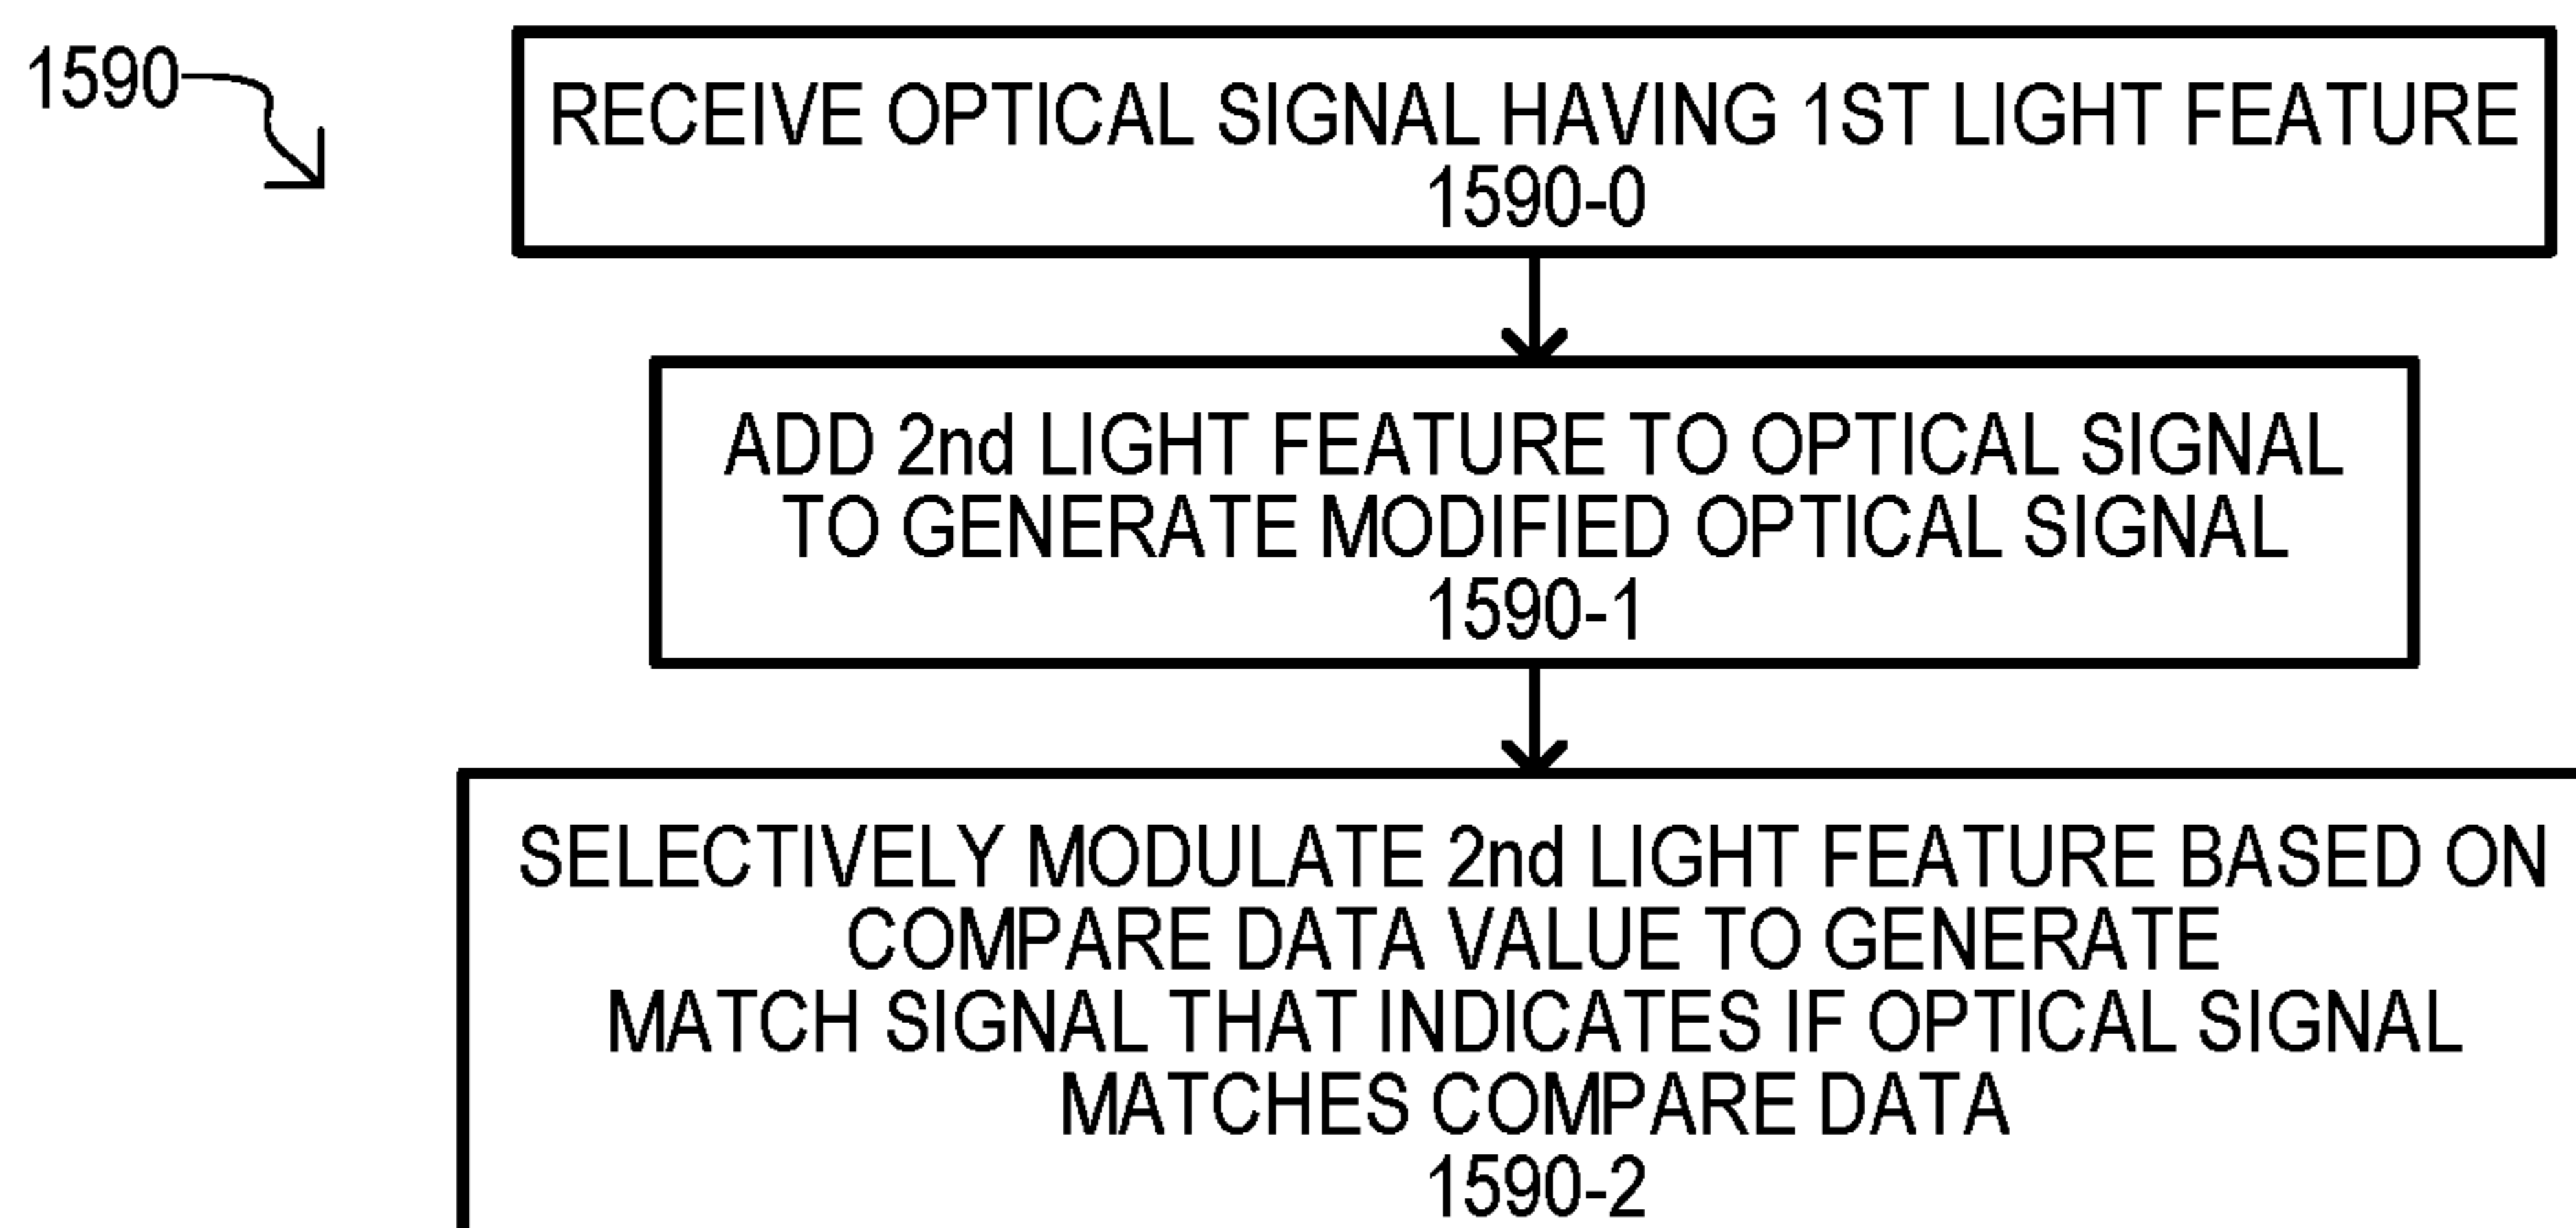 1590
RECEIVE OPTICAL SIGNAL HAVING 1ST LIGHT FEATURE
1590-0
ADD 2nd LIGHT FEATURE TO OPTICAL SIGNAL
TO GENERATE MODIFIED OPTICAL SIGNAL
1590-1
SELECTIVELY MODULATE 2nd LIGHT FEATURE BASED ON
COMPARE DATA VALUE TO GENERATE
MATCH SIGNAL THAT INDICATES IF OPTICAL SIGNAL
MATCHES COMPARE DATA
1590-2